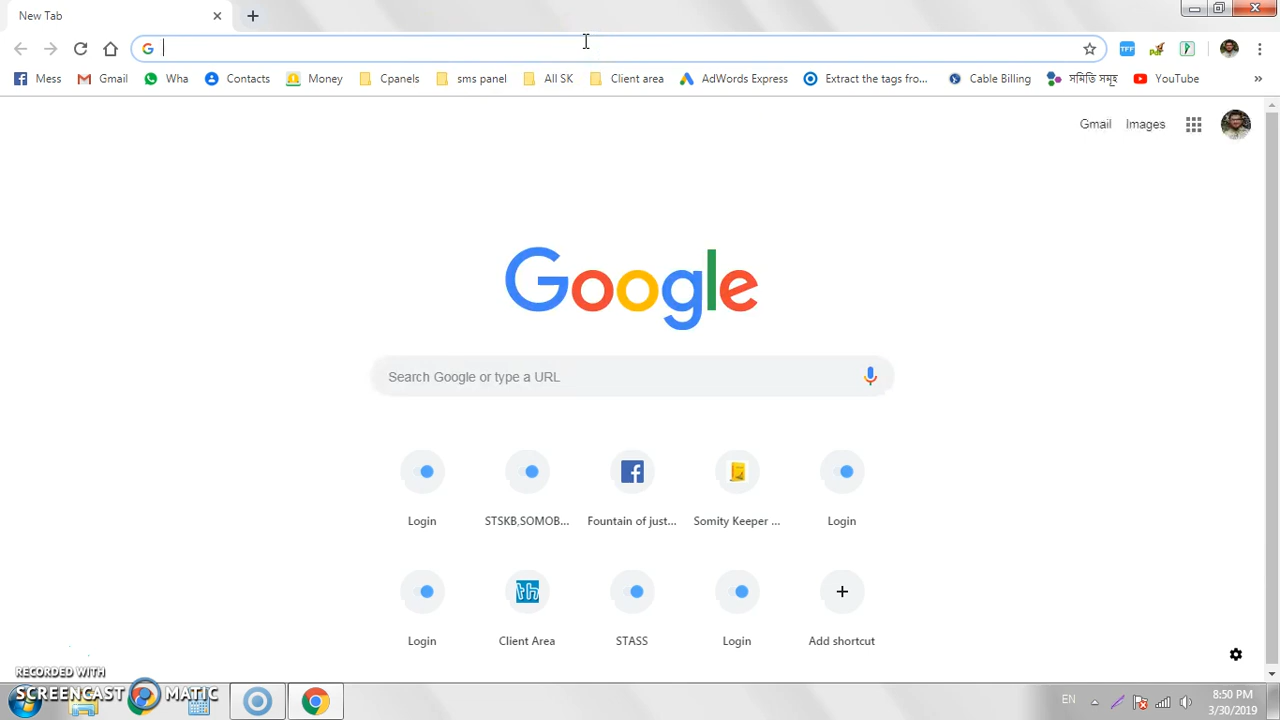 New Tab
Mess Gmail Wha Contacts Money Cpanels sms panel All SK Client area AdWords Express Extract the tags fro... Cable Billing সমিতি সমূহ YouTube »
Gmail Images
Google
Search Google or type a URL
Login STSKB,SOMOB... Fountain of just... Somity Keeper ... Login
Login Client Area STASS Login Add shortcut
RECORDED WITH
SCREENCAST MATIC
EN
8:50 PM
3/30/2019